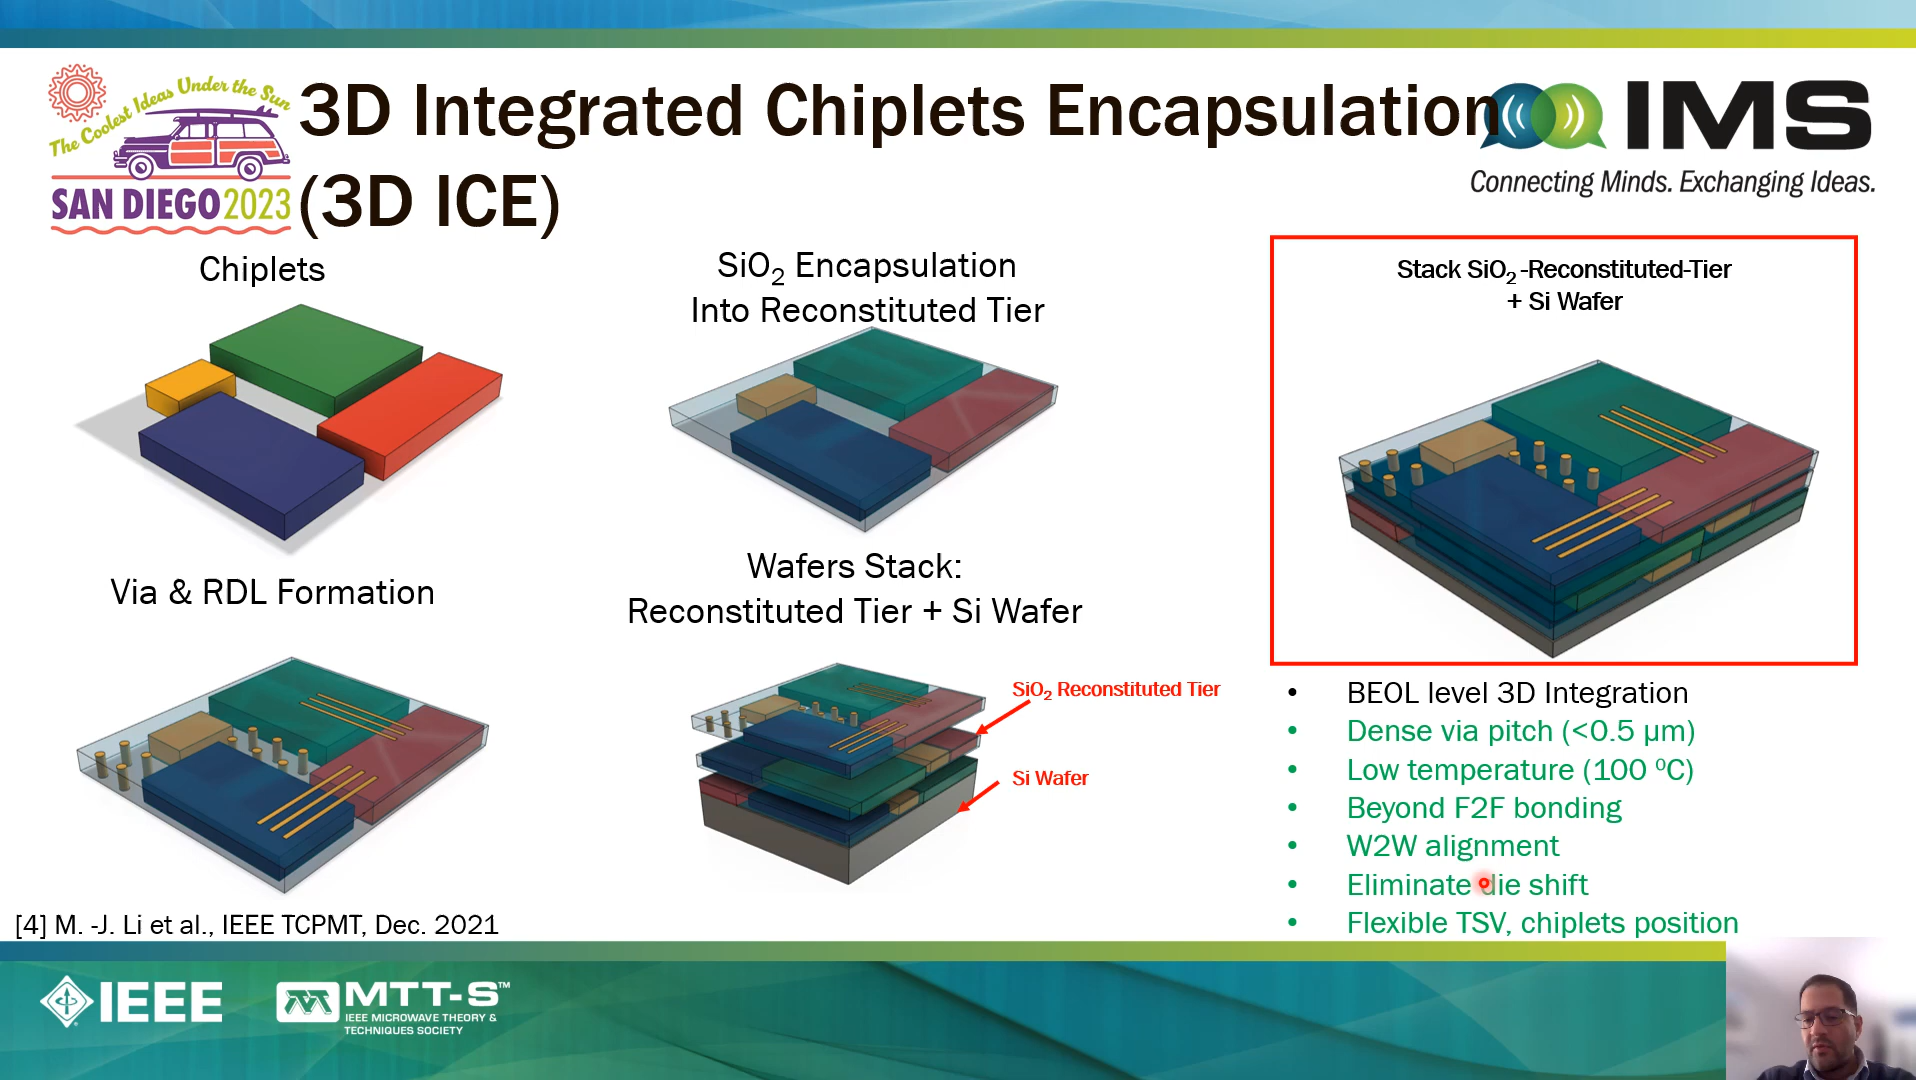 The Coolest Ideas Under the Sun
SAN DIEGO 2023
3D Integrated Chiplets Encapsulation
(3D ICE)
IMS
Connecting Minds. Exchanging Ideas.
Chiplets
SiO2 Encapsulation
Into Reconstituted Tier
Via & RDL Formation
Wafers Stack:
Reconstituted Tier + Si Wafer
SiO2 Reconstituted Tier
Si Wafer
Stack SiO2 -Reconstituted-Tier
+ Si Wafer
• BEOL level 3D Integration
• Dense via pitch (<0.5 µm)
• Low temperature (100 ⁰C)
• Beyond F2F bonding
• W2W alignment
• Eliminate die shift
• Flexible TSV, chiplets position
[4] M. -J. Li et al., IEEE TCPMT, Dec. 2021
IEEE
MTT-S™
IEEE MICROWAVE THEORY &
TECHNIQUES SOCIETY